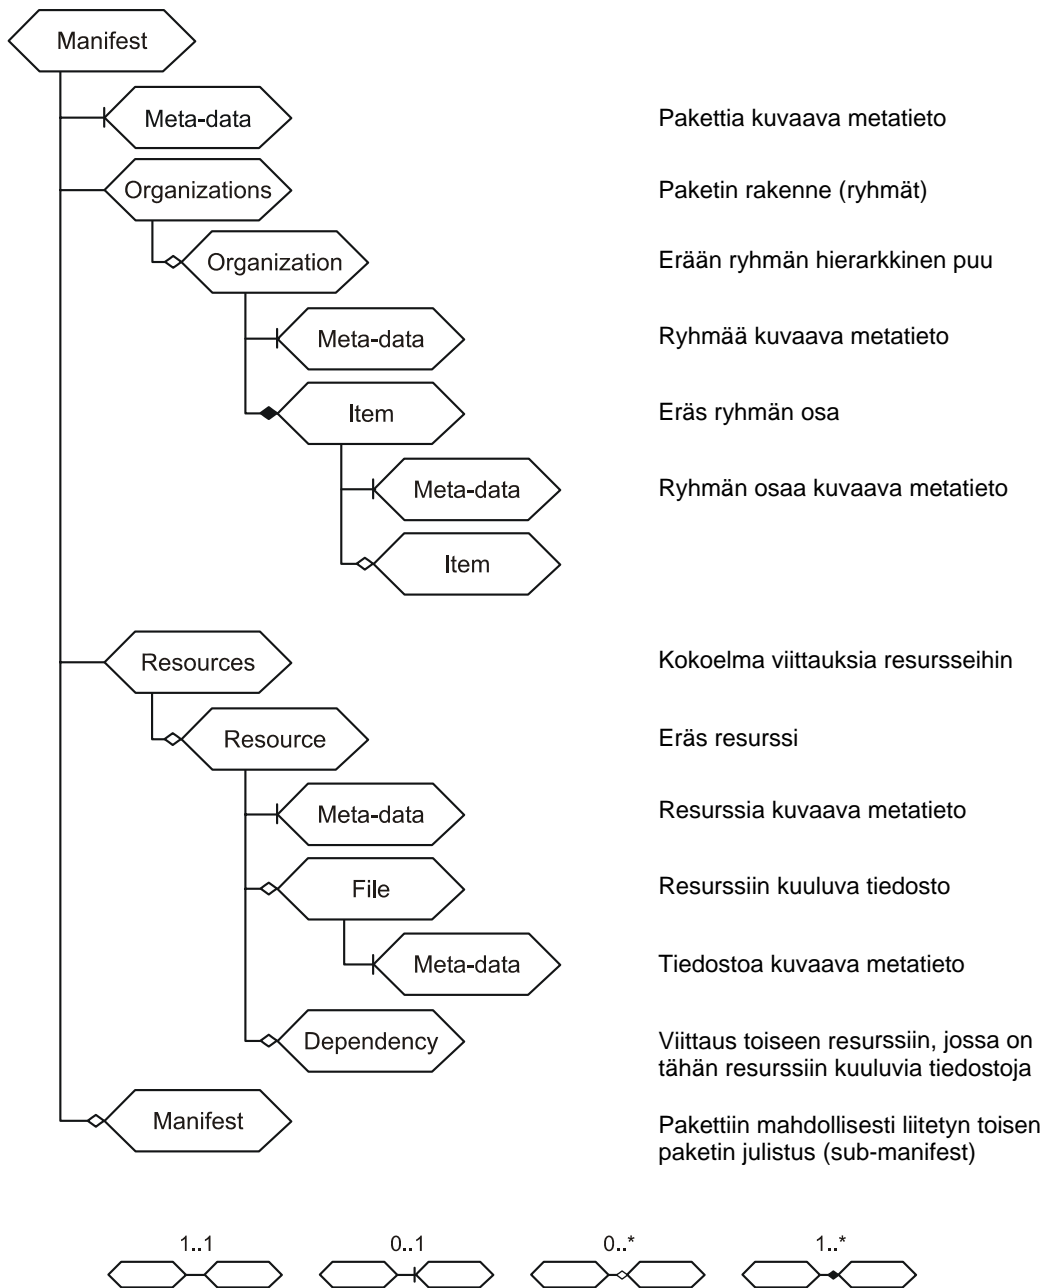 Manifest
Meta-data Pakettia kuvaava metatieto
Organizations Paketin rakenne (ryhmät)
Organization Erään ryhmän hierarkkinen puu
Meta-data Ryhmää kuvaava metatieto
Item Eräs ryhmän osa
Meta-data Ryhmän osaa kuvaava metatieto
Item
Resources Kokoelma viittauksia resursseihin
Resource Eräs resurssi
Meta-data Resurssia kuvaava metatieto
File Resurssiin kuuluva tiedosto
Meta-data Tiedostoa kuvaava metatieto
Dependency Viittaus toiseen resurssiin, jossa on
tähän resurssiin kuuluvia tiedostoja
Manifest Pakettiin mahdollisesti liitetyn toisen
paketin julistus (sub-manifest)
1..1 0..1 0..* 1..*